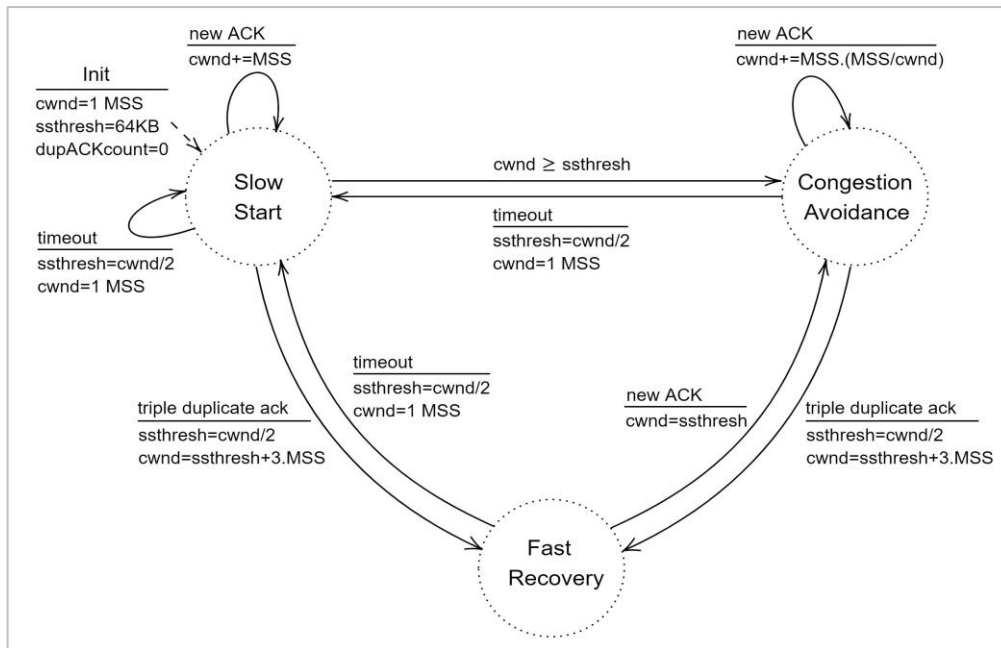 new ACK
cwnd+=MSS
Init
cwnd=1 MSS
ssthresh=64KB
dupACKcount=0
new ACK
cwnd+=MSS.(MSS/cwnd)
Slow
Start
cwnd ≥ ssthresh
timeout
ssthresh=cwnd/2
cwnd=1 MSS
Congestion
Avoidance
timeout
ssthresh=cwnd/2
cwnd=1 MSS
timeout
ssthresh=cwnd/2
cwnd=1 MSS
triple duplicate ack
ssthresh=cwnd/2
cwnd=ssthresh+3.MSS
new ACK
cwnd=ssthresh
triple duplicate ack
ssthresh=cwnd/2
cwnd=ssthresh+3.MSS
Fast
Recovery